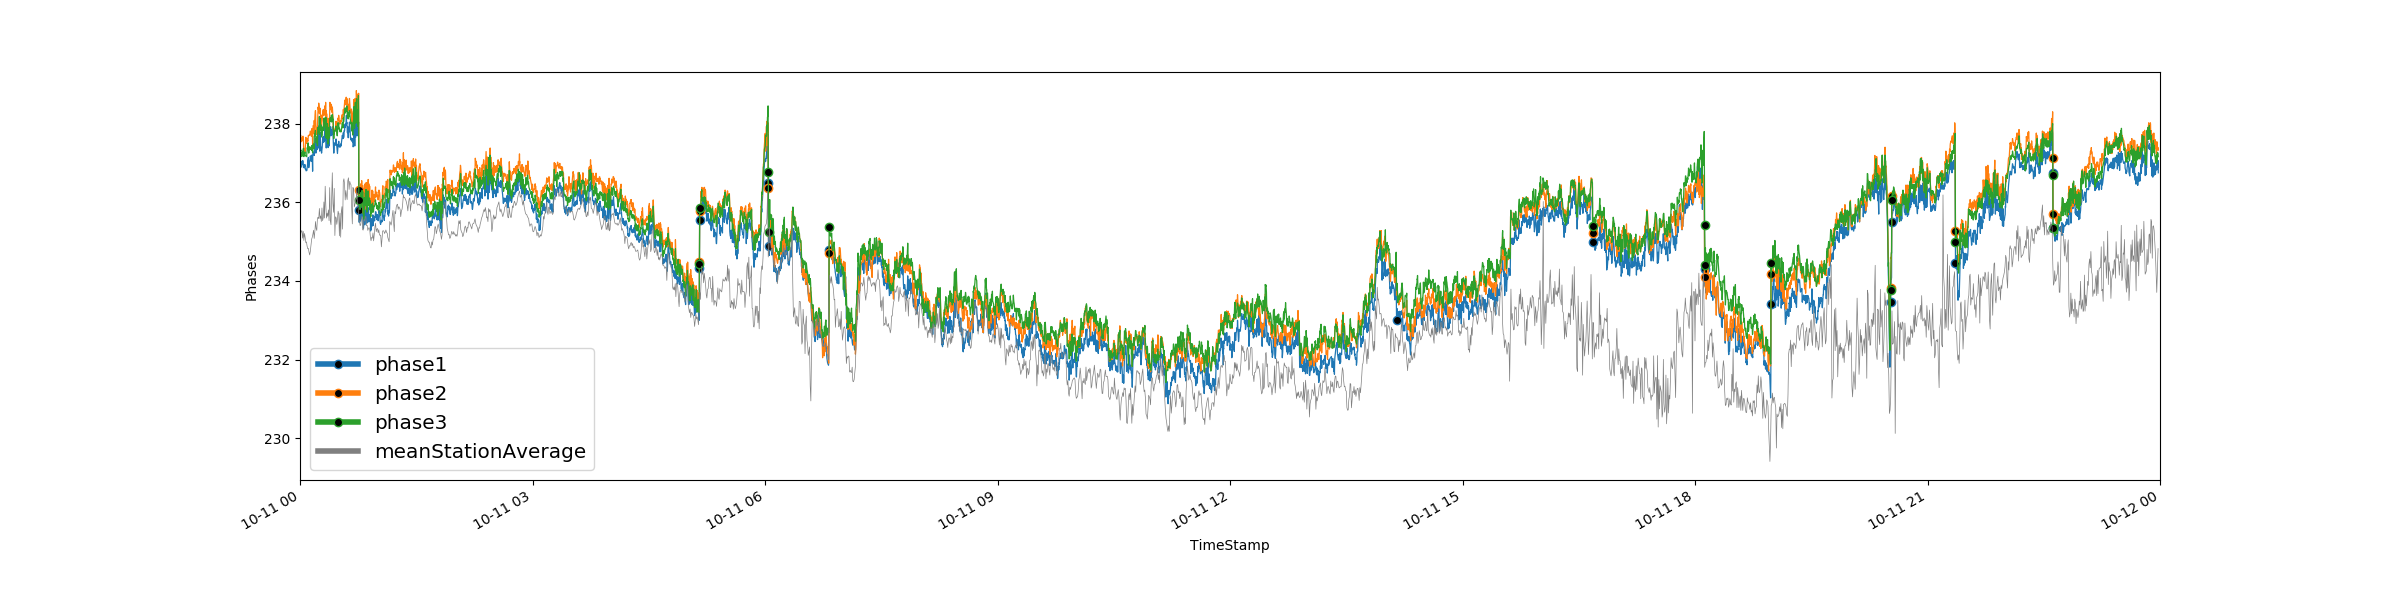 238
236
234
232
230
Phases
phase1
phase2
phase3
meanStationAverage
10-11 00
10-11 03
10-11 06
10-11 09
10-11 12
10-11 15
10-11 18
10-11 21
10-12 00
TimeStamp